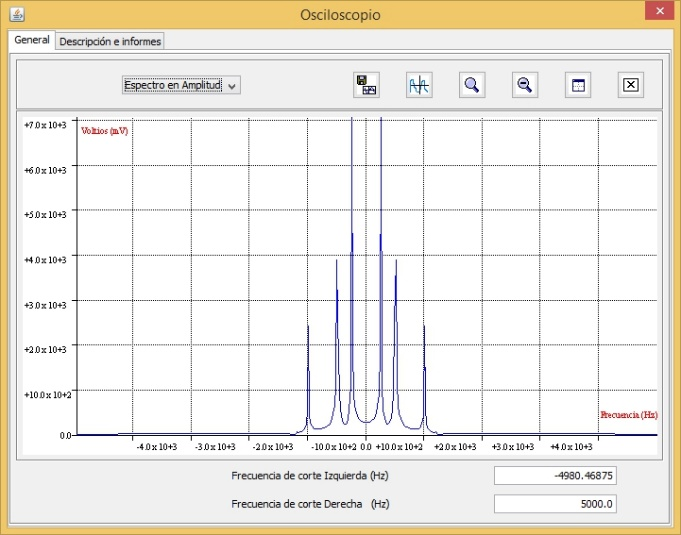 Osciloscopio
General
Descripción e informes
Espectro en Amplitud
+7.0 x 10+3
Voltios (mV)
+6.0 x 10+3
+5.0 x 10+3
+4.0 x 10+3
+3.0 x 10+3
+2.0 x 10+3
+10.0 x 10+2
Frecuencia (Hz)
0.0
-4.0 x 10+3 -3.0 x 10+3 -2.0 x 10+3 -10.0 x 10+2 0.0 +10.0 x 10+2 +2.0 x 10+3 +3.0 x 10+3 +4.0 x 10+3
Frecuencia de corte Izquierda (Hz) -4980.46875
Frecuencia de corte Derecha (Hz) 5000.0